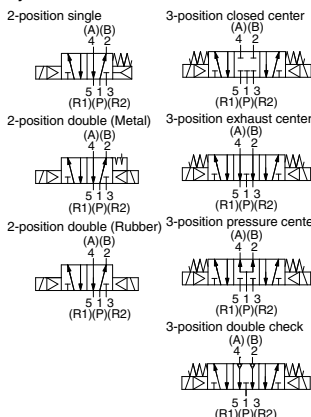 2-position single
(A)(B)
4 2
5 1 3
(R1)(P)(R2)
2-position double (Metal)
(A)(B)
4 2
5 1 3
(R1)(P)(R2)
2-position double (Rubber)
(A)(B)
4 2
5 1 3
(R1)(P)(R2)
3-position closed center
(A)(B)
4 2
5 1 3
(R1)(P)(R2)
3-position exhaust center
(A)(B)
4 2
5 1 3
(R1)(P)(R2)
3-position pressure cente
(A)(B)
4 2
5 1 3
(R1)(P)(R2)
3-position double check
(A) (B)
4 2
5 1 3
(R1)(P)(R2)